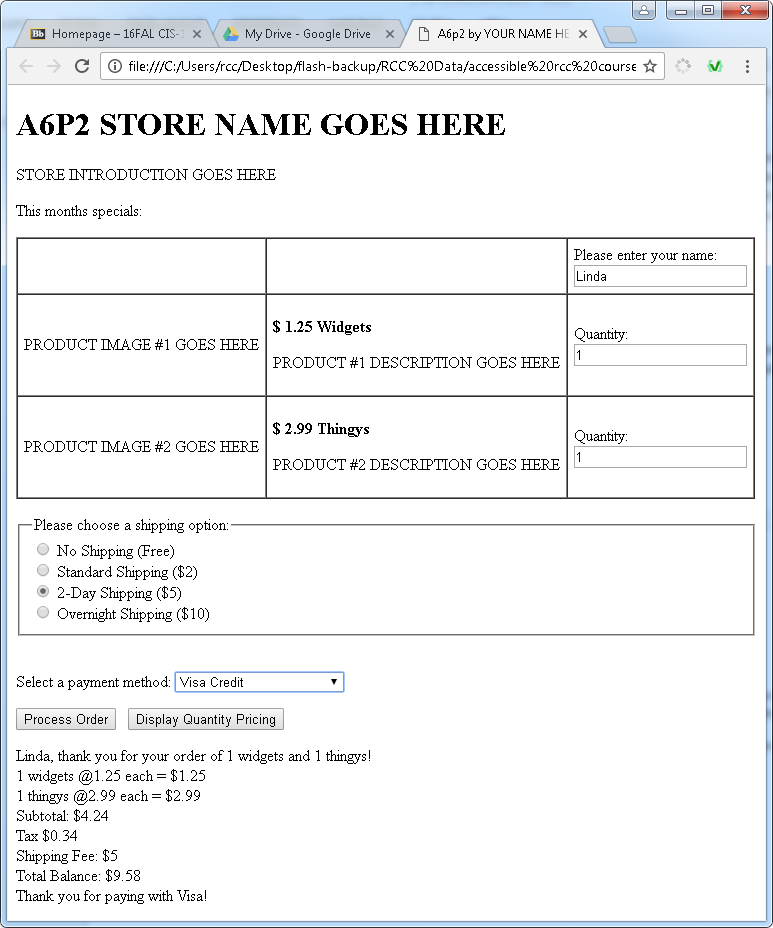 Homepage – 16FAL CIS-1
My Drive - Google Drive
A6p2 by YOUR NAME HE
file:///C:/Users/rcc/Desktop/flash-backup/RCC%20Data/accessible%20rcc%20course
A6P2 STORE NAME GOES HERE
STORE INTRODUCTION GOES HERE
This months specials:
Please enter your name:
Linda
PRODUCT IMAGE #1 GOES HERE
$ 1.25 Widgets
PRODUCT #1 DESCRIPTION GOES HERE
Quantity:
1
PRODUCT IMAGE #2 GOES HERE
$ 2.99 Thingys
PRODUCT #2 DESCRIPTION GOES HERE
Quantity:
1
Please choose a shipping option:
No Shipping (Free)
Standard Shipping ($2)
2-Day Shipping ($5)
Overnight Shipping ($10)
Select a payment method: Visa Credit
Process Order Display Quantity Pricing
Linda, thank you for your order of 1 widgets and 1 thingys!
1 widgets @1.25 each = $1.25
1 thingys @2.99 each = $2.99
Subtotal: $4.24
Tax $0.34
Shipping Fee: $5
Total Balance: $9.58
Thank you for paying with Visa!